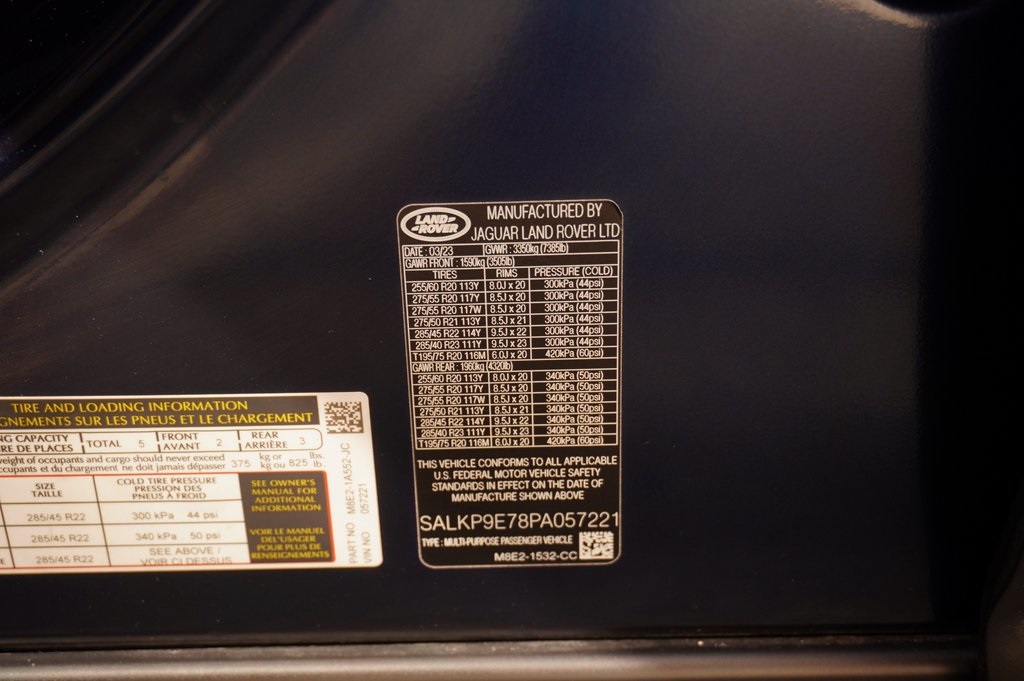 LAND-
-ROVER
MANUFACTURED BY
JAGUAR LAND ROVER LTD
DATE : 03/23 GVWR : 3350kg (7385lb)
GAWR FRONT : 1590kg (3505lb)
TIRES RIMS PRESSURE (COLD)
255/60 R20 113Y 8.0J x 20 300kPa (44psi)
275/55 R20 117Y 8.5J x 20 300kPa (44psi)
275/55 R20 117W 8.5J x 20 300kPa (44psi)
275/50 R21 113Y 8.5J x 21 300kPa (44psi)
285/45 R22 114Y 9.5J x 22 300kPa (44psi)
285/40 R23 111Y 9.5J x 23 300kPa (44psi)
T195/75 R20 116M 6.0J x 20 420kPa (60psi)
GAWR REAR : 1960kg (4320lb)
255/60 R20 113Y 8.0J x 20 340kPa (50psi)
275/55 R20 117Y 8.5J x 20 340kPa (50psi)
275/55 R20 117W 8.5J x 20 340kPa (50psi)
275/50 R21 113Y 8.5J x 21 340kPa (50psi)
285/45 R22 114Y 9.5J x 22 340kPa (50psi)
285/40 R23 111Y 9.5J x 23 340kPa (50psi)
T195/75 R20 116M 6.0J x 20 420kPa (60psi)
THIS VEHICLE CONFORMS TO ALL APPLICABLE
U.S. FEDERAL MOTOR VEHICLE SAFETY
STANDARDS IN EFFECT ON THE DATE OF
MANUFACTURE SHOWN ABOVE
SALKP9E78PA057221
TYPE : MULTI-PURPOSE PASSENGER VEHICLE
M8E2-1532-CC
TIRE AND LOADING INFORMATION
GNEMENTS SUR LES PNEUS ET LE CHARGEMENT
NG CAPACITY TOTAL 5 FRONT 2 REAR 3
RE DE PLACES AVANT ARRIÈRE
weight of occupants and cargo should never exceed 375 kg or 825 lbs.
ccupants et du chargement ne doit jamais dépasser kg ou lb.
SIZE COLD TIRE PRESSURE
TAILLE PRESSION DES
PNEUS À FROID
285/45 R22 300 kPa 44 psi
285/45 R22 340 kPa 50 psi
285/45 R22 SEE ABOVE /
VOIR CI DESSUS
SEE OWNER'S
MANUAL FOR
ADDITIONAL
INFORMATION
VOIR LE MANUEL
DEL'USAGER
POUR PLUS DE
RENSEIGNEMENTS
PART NO M8E2-1A552-JC
VIN NO 057221